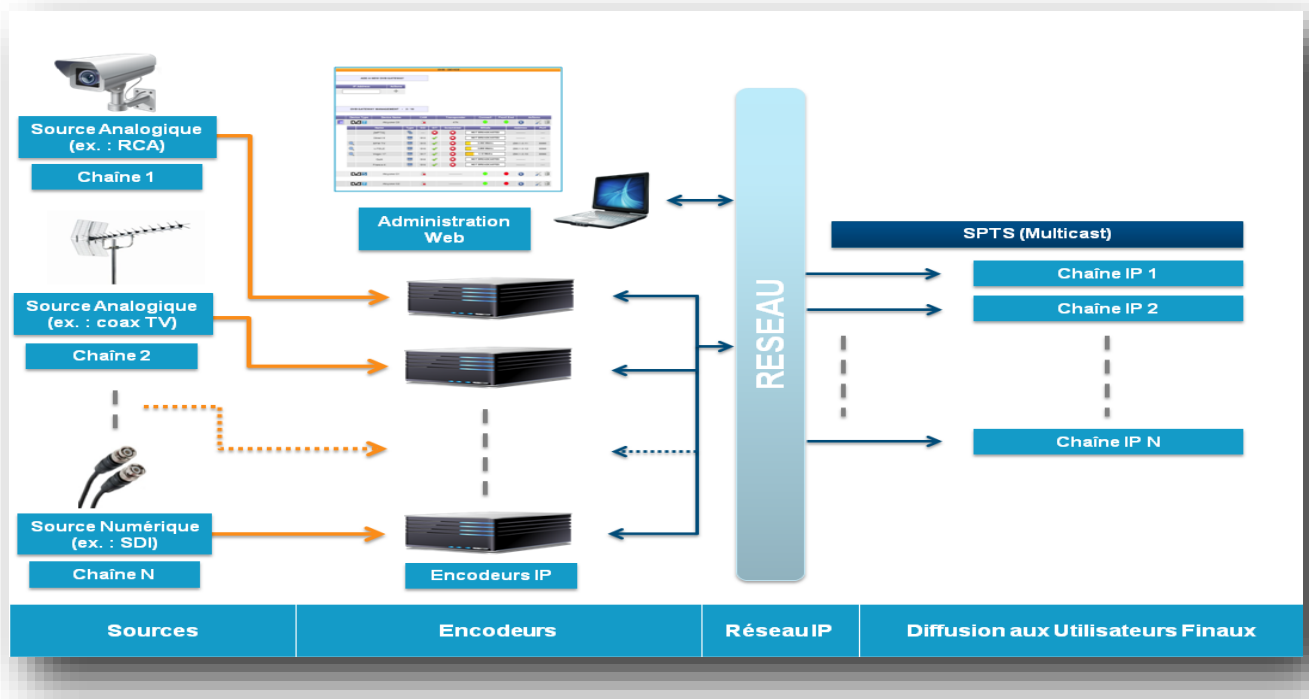 Source Analogique
(ex. : RCA)
Chaîne 1
Source Analogique
(ex. : coax TV)
Chaîne 2
Source Numérique
(ex. : SDI)
Chaîne N
Administration
Web
Encodeurs IP
RESEAU
SPTS (Multicast)
Chaîne IP 1
Chaîne IP 2
Chaîne IP N
Sources
Encodeurs
Réseau IP
Diffusion aux Utilisateurs Finaux